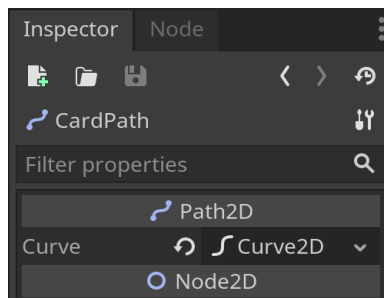 Inspector Node
CardPath
Filter properties
Path2D
Curve Curve2D
Node2D